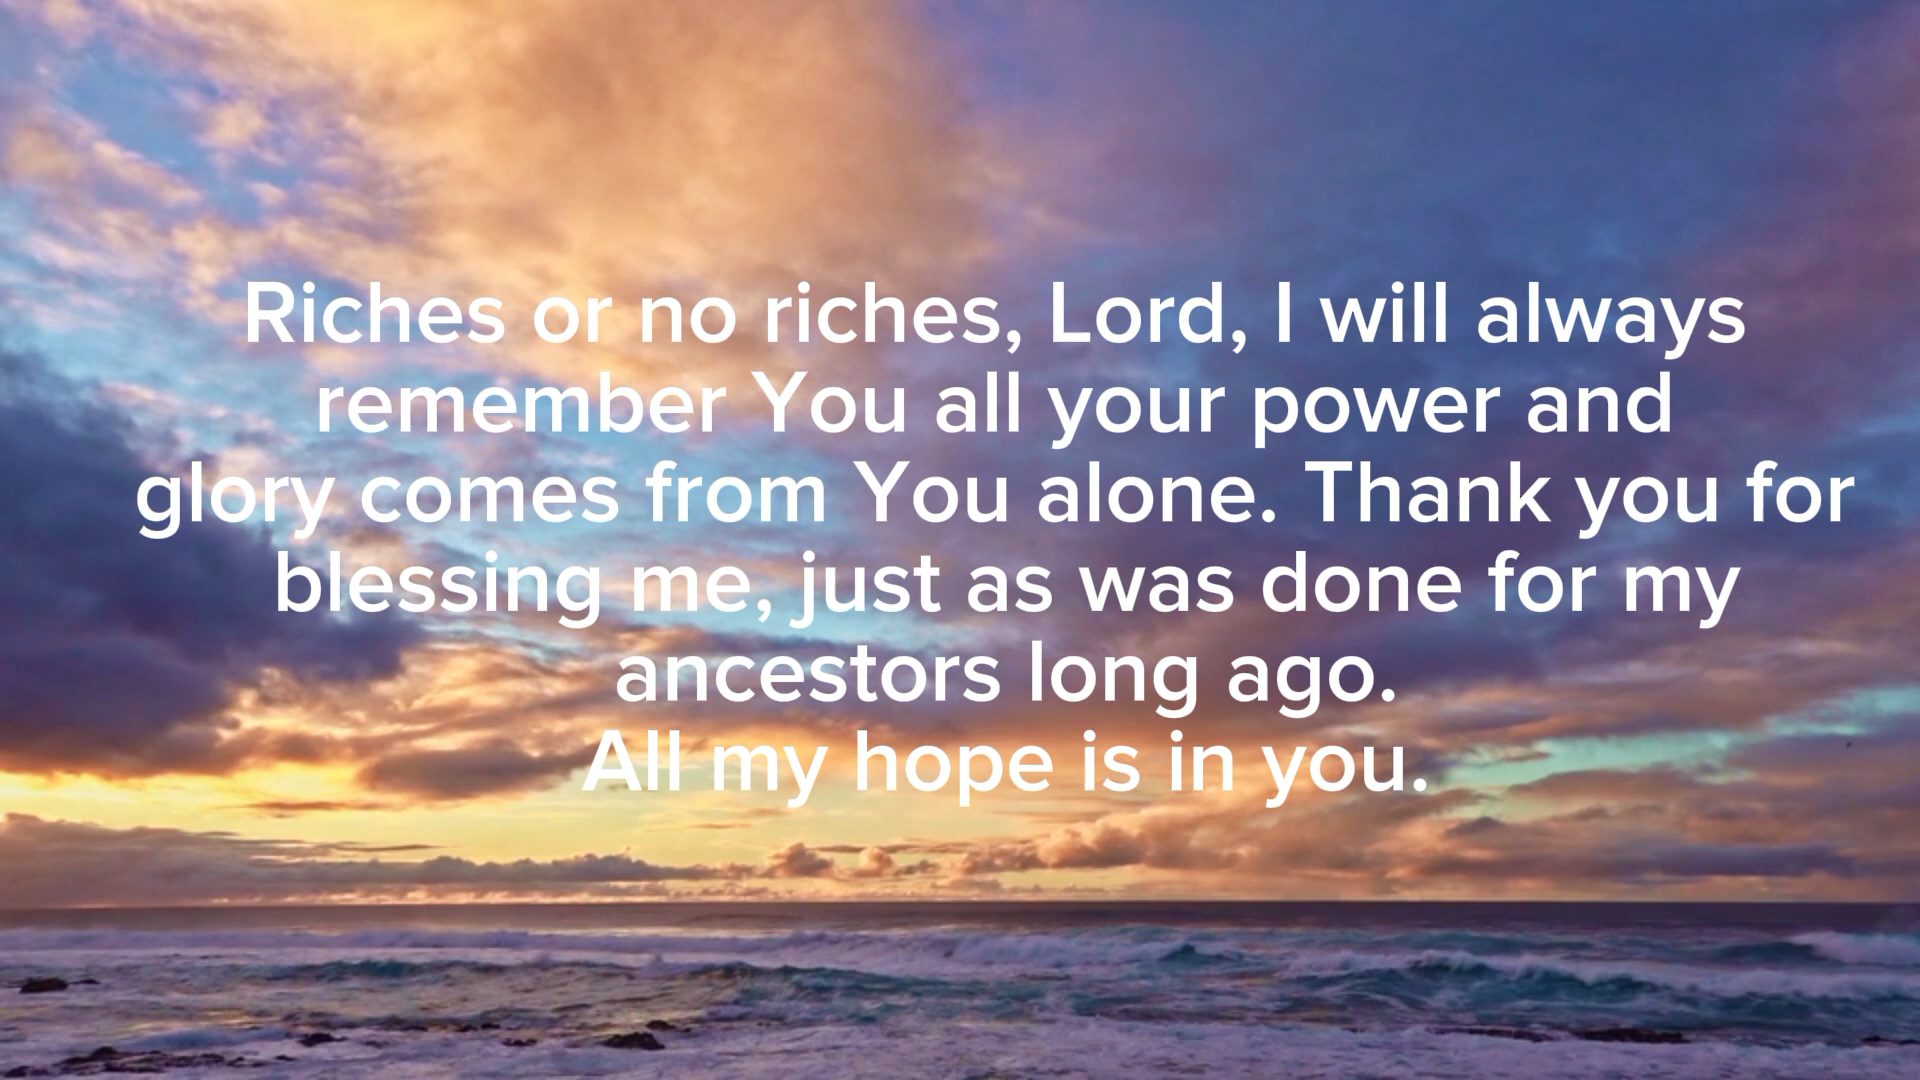 Riches or no riches, Lord, I will always
remember You all your power and
glory comes from You alone. Thank you for
blessing me, just as was done for my
ancestors long ago.
All my hope is in you.